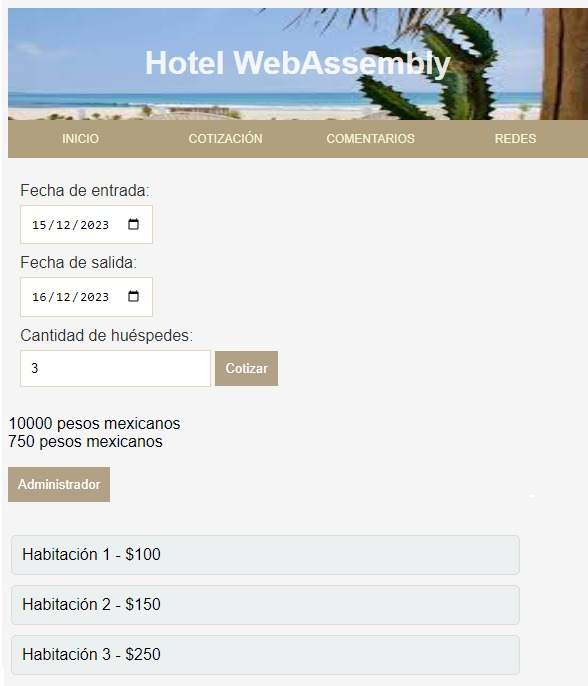 Hotel WebAssembly
INICIO COTIZACIÓN COMENTARIOS REDES
Fecha de entrada:
15/12/2023
Fecha de salida:
16/12/2023
Cantidad de huéspedes:
3 Cotizar
10000 pesos mexicanos
750 pesos mexicanos
Administrador
Habitación 1 - $100
Habitación 2 - $150
Habitación 3 - $250